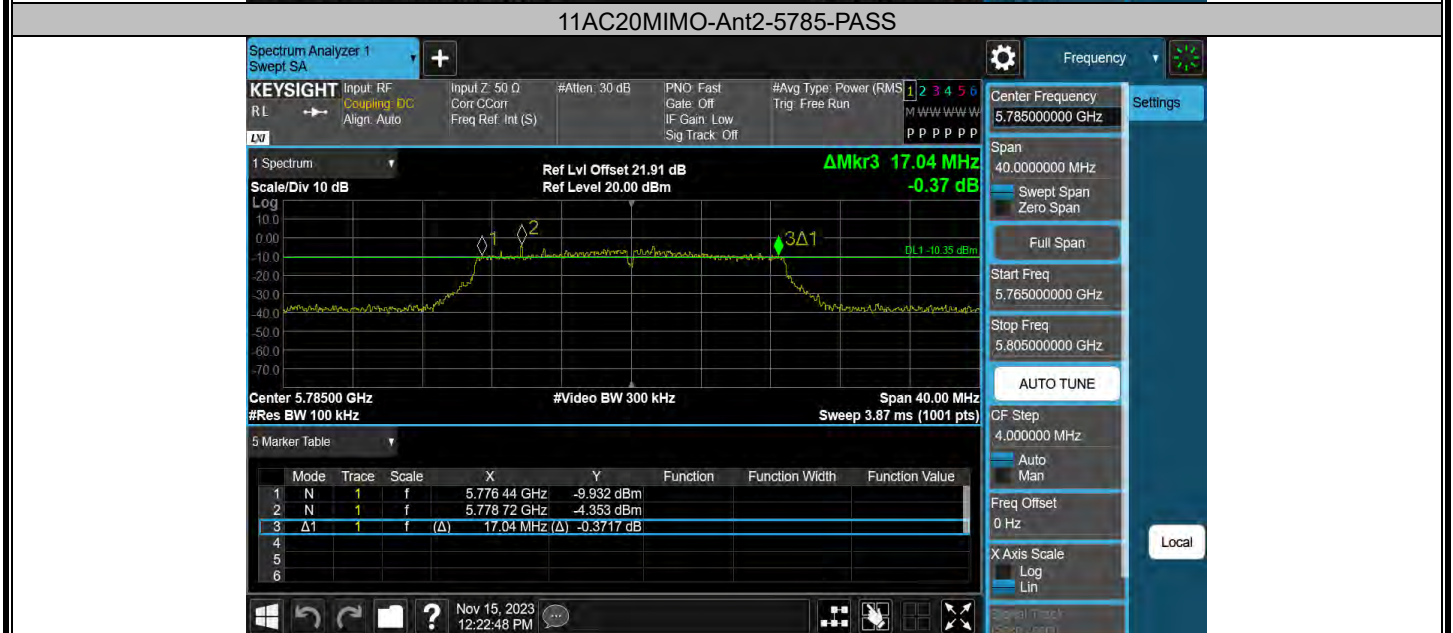 11AC20MIMO-Ant2-5785-PASS
Spectrum Analyzer 1
Swept SA
+
Frequency
KEYSIGHT
RL
LXI
Input: RF
Coupling: DC
Align: Auto
Input Z: 50 Ω
Corr CCorr
Freq Ref: Int (S)
#Atten: 30 dB
PNO: Fast
Gate: Off
IF Gain: Low
Sig Track: Off
#Avg Type: Power (RMS
Trig: Free Run
1 2 3 4 5 6
M W W W W W
P P P P P P
Center Frequency
5.785000000 GHz
Settings
Span
40.0000000 MHz
Swept Span
Zero Span
Full Span
Start Freq
5.765000000 GHz
Stop Freq
5.805000000 GHz
AUTO TUNE
CF Step
4.000000 MHz
Auto
Man
Freq Offset
0 Hz
X Axis Scale
Log
Lin
Local
1 Spectrum
Scale/Div 10 dB
Ref Lvl Offset 21.91 dB
Ref Level 20.00 dBm
ΔMkr3 17.04 MHz
-0.37 dB
Log
10.0
0.00
-10.0
-20.0
-30.0
-40.0
-50.0
-60.0
-70.0
1
2
3Δ1
DL1 -10.35 dBm
Center 5.78500 GHz
#Video BW 300 kHz
Span 40.00 MHz
#Res BW 100 kHz
Sweep 3.87 ms (1001 pts)
5 Marker Table
Mode Trace Scale X Y Function Function Width Function Value
1 N 1 f 5.776 44 GHz -9.932 dBm
2 N 1 f 5.778 72 GHz -4.353 dBm
3 Δ1 1 f (Δ) 17.04 MHz (Δ) -0.3717 dB
4
5
6
?
Nov 15, 2023
12:22:48 PM